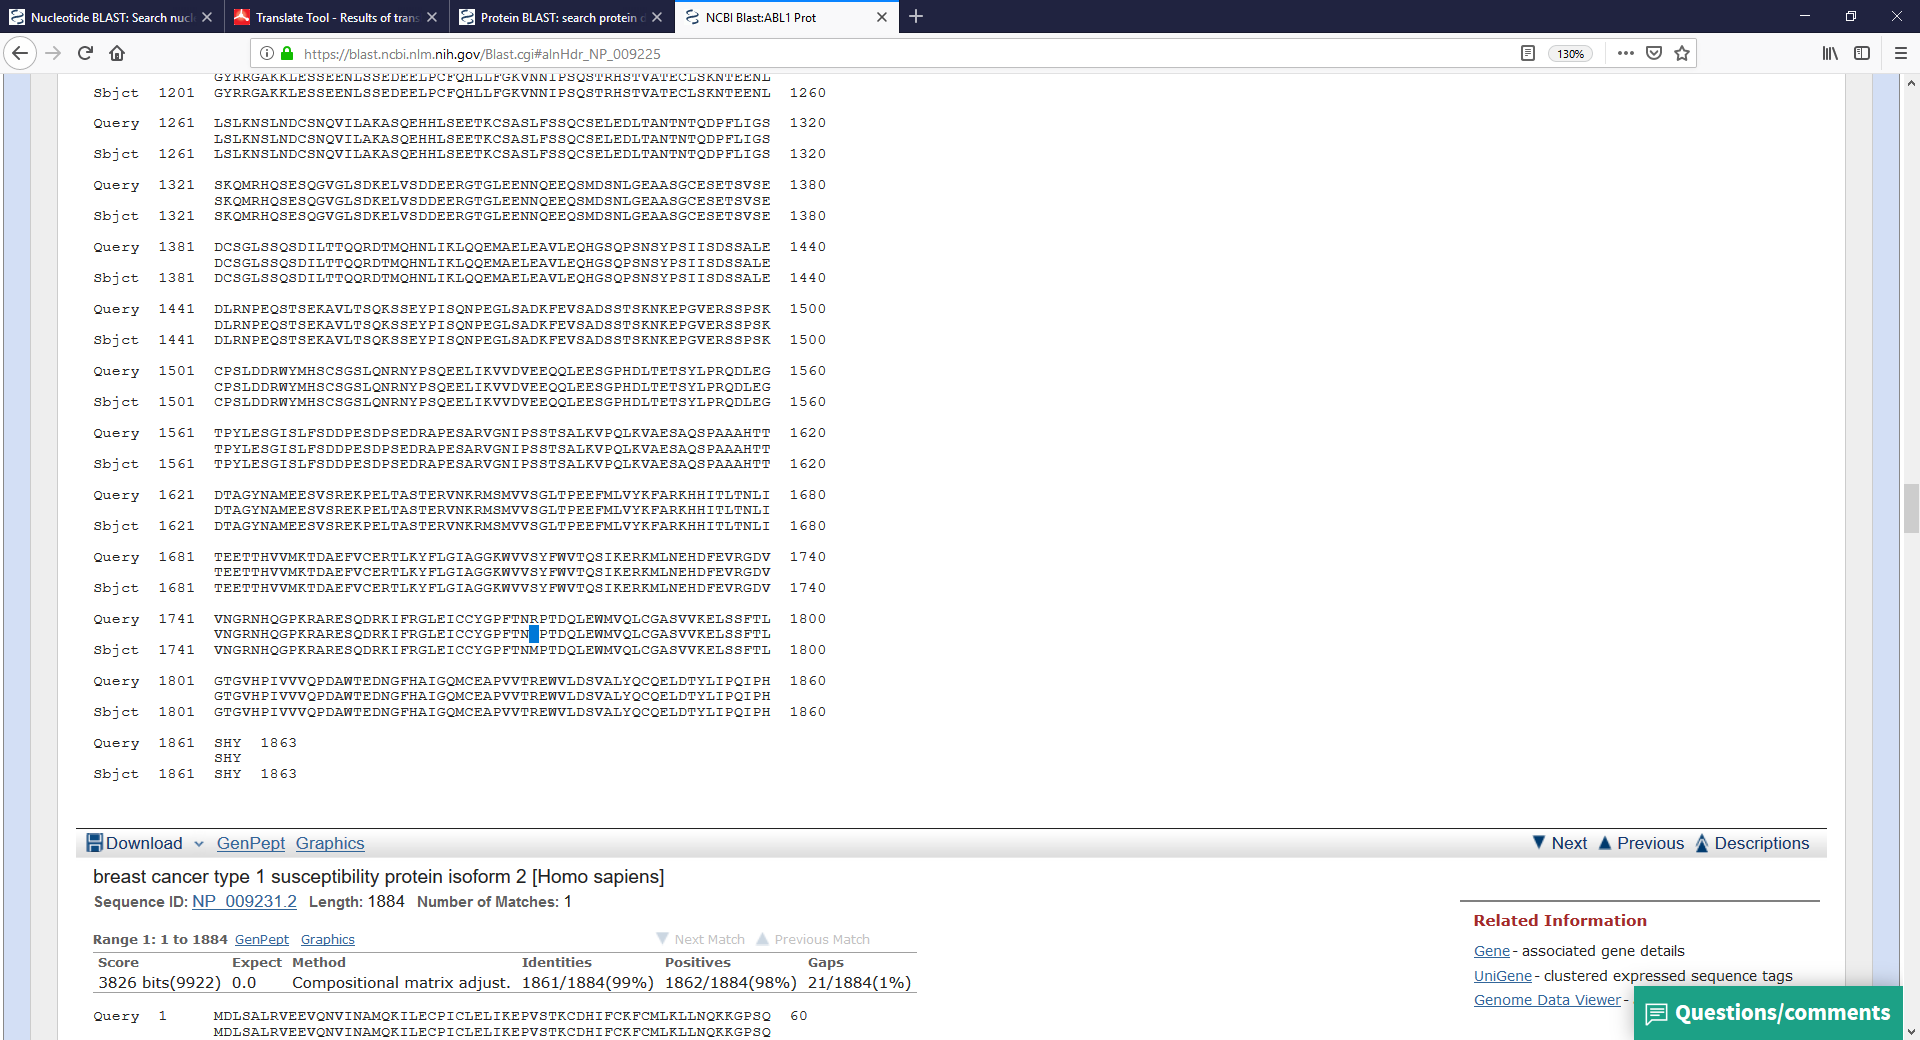 Nucleotide BLAST: Search nucl
Translate Tool - Results of trans
Protein BLAST: search protein d
NCBI Blast:ABL1 Prot
https://blast.ncbi.nlm.nih.gov/Blast.cgi#alnHdr_NP_009225
130%
GYRRGAKKLESSEENLSSEDEELPCFQHLLFGKVNNIPSQSTRHSTVATECLSKNTEENL
Sbjct 1201 GYRRGAKKLESSEENLSSEDEELPCFQHLLFGKVNNIPSQSTRHSTVATECLSKNTEENL 1260
Query 1261 LSLKNSLNDCSNQVILAKASQEHHLSEETKCSASLFSSQCSELEDLTANTNTQDPFLIGS 1320
LSLKNSLNDCSNQVILAKASQEHHLSEETKCSASLFSSQCSELEDLTANTNTQDPFLIGS
Sbjct 1261 LSLKNSLNDCSNQVILAKASQEHHLSEETKCSASLFSSQCSELEDLTANTNTQDPFLIGS 1320
Query 1321 SKQMRHQSESQGVGLSDKELVSDDEERGTGLEENNQEEQSMDSNLGEAASGCESETSVSE 1380
SKQMRHQSESQGVGLSDKELVSDDEERGTGLEENNQEEQSMDSNLGEAASGCESETSVSE
Sbjct 1321 SKQMRHQSESQGVGLSDKELVSDDEERGTGLEENNQEEQSMDSNLGEAASGCESETSVSE 1380
Query 1381 DCSGLSSQSDILTTQQRDTMQHNLIKLQQEMAELEAVLEQHGSQPSNSYPSIISDSSALE 1440
DCSGLSSQSDILTTQQRDTMQHNLIKLQQEMAELEAVLEQHGSQPSNSYPSIISDSSALE
Sbjct 1381 DCSGLSSQSDILTTQQRDTMQHNLIKLQQEMAELEAVLEQHGSQPSNSYPSIISDSSALE 1440
Query 1441 DLRNPEQSTSEKAVLTSQKSSEYPISQNPEGLSADKFEVSADSSTSKNKEPGVERSSPSK 1500
DLRNPEQSTSEKAVLTSQKSSEYPISQNPEGLSADKFEVSADSSTSKNKEPGVERSSPSK
Sbjct 1441 DLRNPEQSTSEKAVLTSQKSSEYPISQNPEGLSADKFEVSADSSTSKNKEPGVERSSPSK 1500
Query 1501 CPSLDDRWYMHSCSGSLQNRNYPSQEELIKVVDVEEQQLEESGPHDLTETSYLPRQDLEG 1560
CPSLDDRWYMHSCSGSLQNRNYPSQEELIKVVDVEEQQLEESGPHDLTETSYLPRQDLEG
Sbjct 1501 CPSLDDRWYMHSCSGSLQNRNYPSQEELIKVVDVEEQQLEESGPHDLTETSYLPRQDLEG 1560
Query 1561 TPYLESGISLFSDDPESDPSEDRAPESARVGNIPSSTSALKVPQLKVAESAQSPAAAHTT 1620
TPYLESGISLFSDDPESDPSEDRAPESARVGNIPSSTSALKVPQLKVAESAQSPAAAHTT
Sbjct 1561 TPYLESGISLFSDDPESDPSEDRAPESARVGNIPSSTSALKVPQLKVAESAQSPAAAHTT 1620
Query 1621 DTAGYNAMEESVSREKPELTASTERVNKRMSMVVSGLTPEEFMLVYKFARKHHITLTNLI 1680
DTAGYNAMEESVSREKPELTASTERVNKRMSMVVSGLTPEEFMLVYKFARKHHITLTNLI
Sbjct 1621 DTAGYNAMEESVSREKPELTASTERVNKRMSMVVSGLTPEEFMLVYKFARKHHITLTNLI 1680
Query 1681 TEETTHVVMKTDAEFVCERTLKYFLGIAGGKWVVSYFWVTQSIKERKMLNEHDFEVRGDV 1740
TEETTHVVMKTDAEFVCERTLKYFLGIAGGKWVVSYFWVTQSIKERKMLNEHDFEVRGDV
Sbjct 1681 TEETTHVVMKTDAEFVCERTLKYFLGIAGGKWVVSYFWVTQSIKERKMLNEHDFEVRGDV 1740
Query 1741 VNGRNHQGPKRARESQDRKIFRGLEICCYGPFTNRPTDQLEWMVQLCGASVVKELSSFTL 1800
VNGRNHQGPKRARESQDRKIFRGLEICCYGPFTN PTDQLEWMVQLCGASVVKELSSFTL
Sbjct 1741 VNGRNHQGPKRARESQDRKIFRGLEICCYGPFTNMPTDQLEWMVQLCGASVVKELSSFTL 1800
Query 1801 GTGVHPIVVVQPDAWTEDNGFHAIGQMCEAPVVTREWVLDSVALYQCQELDTYLIPQIPH 1860
GTGVHPIVVVQPDAWTEDNGFHAIGQMCEAPVVTREWVLDSVALYQCQELDTYLIPQIPH
Sbjct 1801 GTGVHPIVVVQPDAWTEDNGFHAIGQMCEAPVVTREWVLDSVALYQCQELDTYLIPQIPH 1860
Query 1861 SHY 1863
SHY
Sbjct 1861 SHY 1863
Download GenPept Graphics Next Previous Descriptions
breast cancer type 1 susceptibility protein isoform 2 [Homo sapiens]
Sequence ID: NP_009231.2 Length: 1884 Number of Matches: 1
Range 1: 1 to 1884 GenPept Graphics Next Match Previous Match
Score Expect Method Identities Positives Gaps
3826 bits(9922) 0.0 Compositional matrix adjust. 1861/1884(99%) 1862/1884(98%) 21/1884(1%)
Query 1 MDLSALRVEEVQNVINAMQKILECPICLELIKEPVSTKCDHIFCKFCMLKLLNQKKGPSQ 60
MDLSALRVEEVQNVINAMQKILECPICLELIKEPVSTKCDHIFCKFCMLKLLNQKKGPSQ
Related Information
Gene - associated gene details
UniGene - clustered expressed sequence tags
Genome Data Viewer -
Questions/comments